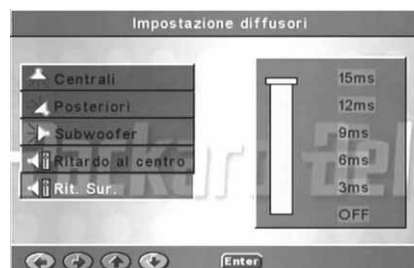 Impostazione diffusori
Centrali
Posteriori
Subwoofer
Ritardo al centro
Rit. Sur.
15ms
12ms
9ms
6ms
3ms
OFF
Enter